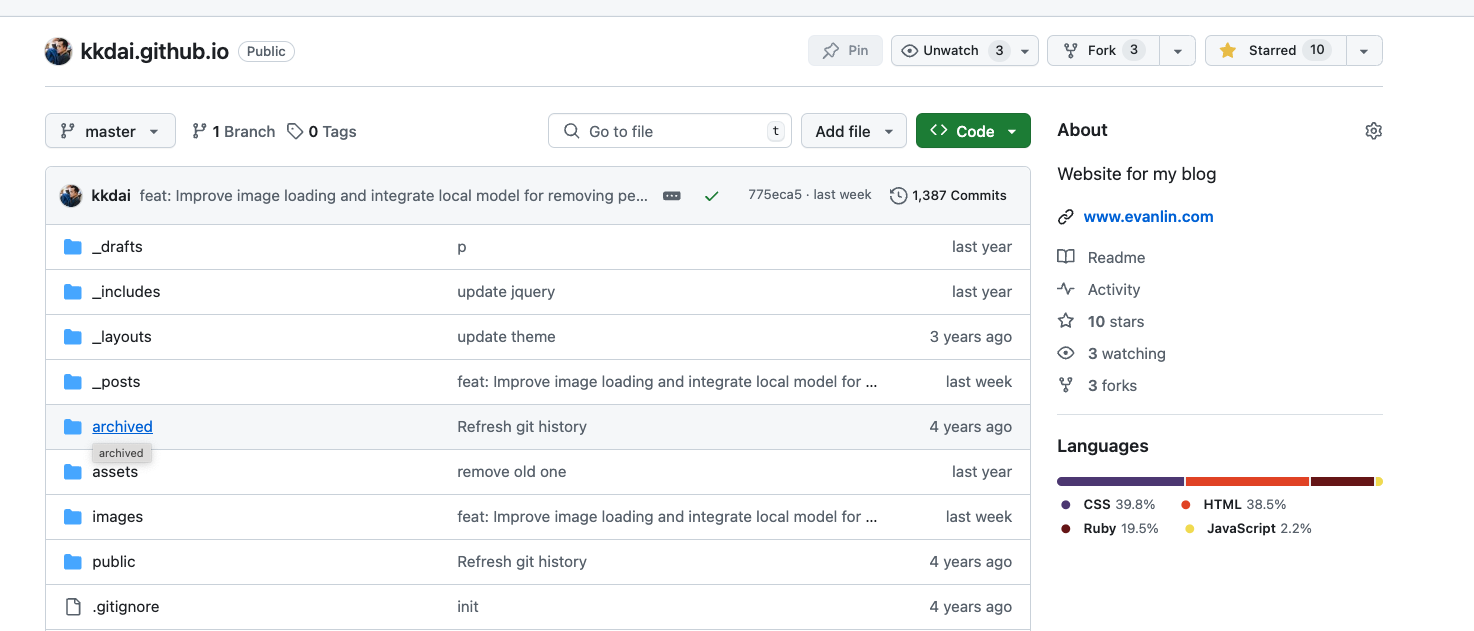 kkdai.github.io Public Pin Unwatch 3 Fork 3 Starred 10
master 1 Branch 0 Tags Go to file t Add file Code
kkdai feat: Improve image loading and integrate local model for removing pe... 775eca5 · last week 1,387 Commits
_drafts p last year
_includes update jquery last year
_layouts update theme 3 years ago
_posts feat: Improve image loading and integrate local model for ... last week
archived Refresh git history 4 years ago
archived
assets remove old one last year
images feat: Improve image loading and integrate local model for ... last week
public Refresh git history 4 years ago
.gitignore init 4 years ago
About
Website for my blog
www.evanlin.com
Readme
Activity
10 stars
3 watching
3 forks
Languages
CSS 39.8% HTML 38.5%
Ruby 19.5% JavaScript 2.2%